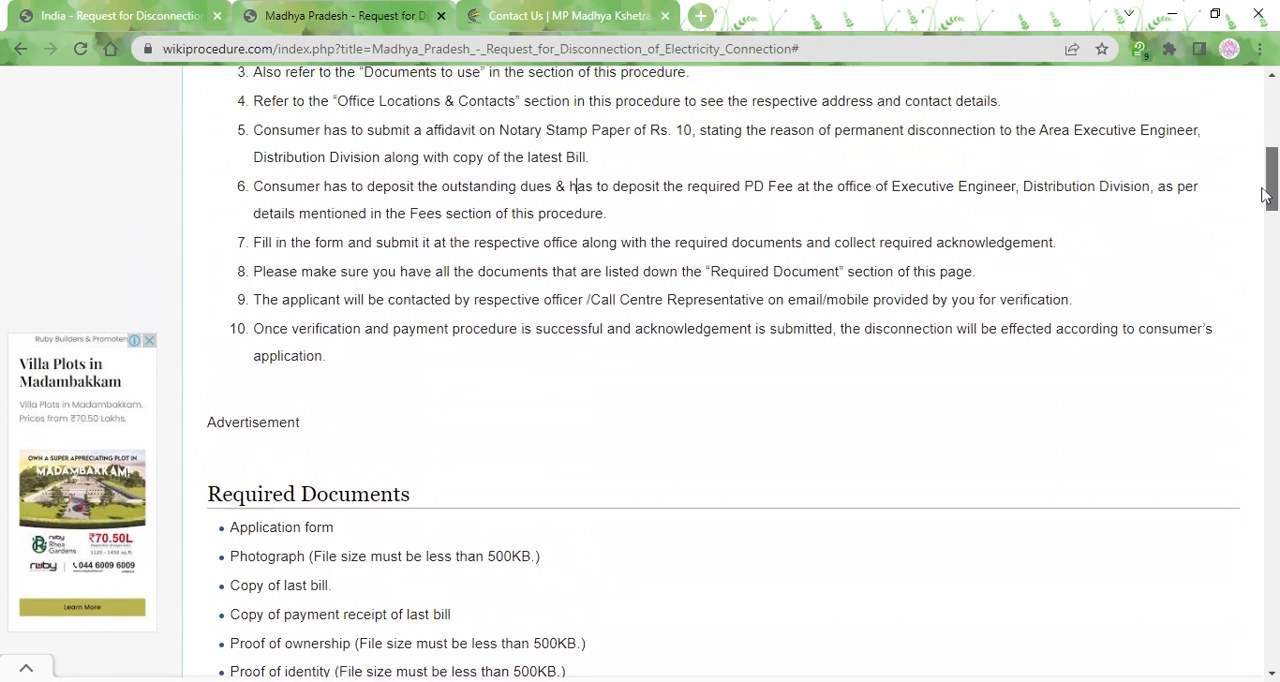 India - Request for Disconnectio
Madhya Pradesh - Request for D
Contact Us | MP Madhya Kshetra
wikiprocedure.com/index.php?title=Madhya_Pradesh_-_Request_for_Disconnection_of_Electricity_Connection#
9
3. Also refer to the “Documents to use” in the section of this procedure.
4. Refer to the “Office Locations & Contacts” section in this procedure to see the respective address and contact details.
5. Consumer has to submit a affidavit on Notary Stamp Paper of Rs. 10, stating the reason of permanent disconnection to the Area Executive Engineer,
Distribution Division along with copy of the latest Bill.
6. Consumer has to deposit the outstanding dues & has to deposit the required PD Fee at the office of Executive Engineer, Distribution Division, as per
details mentioned in the Fees section of this procedure.
7. Fill in the form and submit it at the respective office along with the required documents and collect required acknowledgement.
8. Please make sure you have all the documents that are listed down the “Required Document” section of this page.
9. The applicant will be contacted by respective officer /Call Centre Representative on email/mobile provided by you for verification.
10. Once verification and payment procedure is successful and acknowledgement is submitted, the disconnection will be effected according to consumer’s
application.
Advertisement
Required Documents
Application form
Photograph (File size must be less than 500KB.)
Copy of last bill.
Copy of payment receipt of last bill
Proof of ownership (File size must be less than 500KB.)
Proof of identity (File size must be less than 500KB.)
Ruby Builders & Promoters
Villa Plots in
Madambakkam
Villa Plots in Madambakkam.
Prices from ₹70.50 Lakhs.
OWN A SUPER APPRECIATING PLOT IN
MADAMBAKKAM!
ruby
Rhea
Gardens
₹70.50L
ruby
044 6009 6009
Learn More